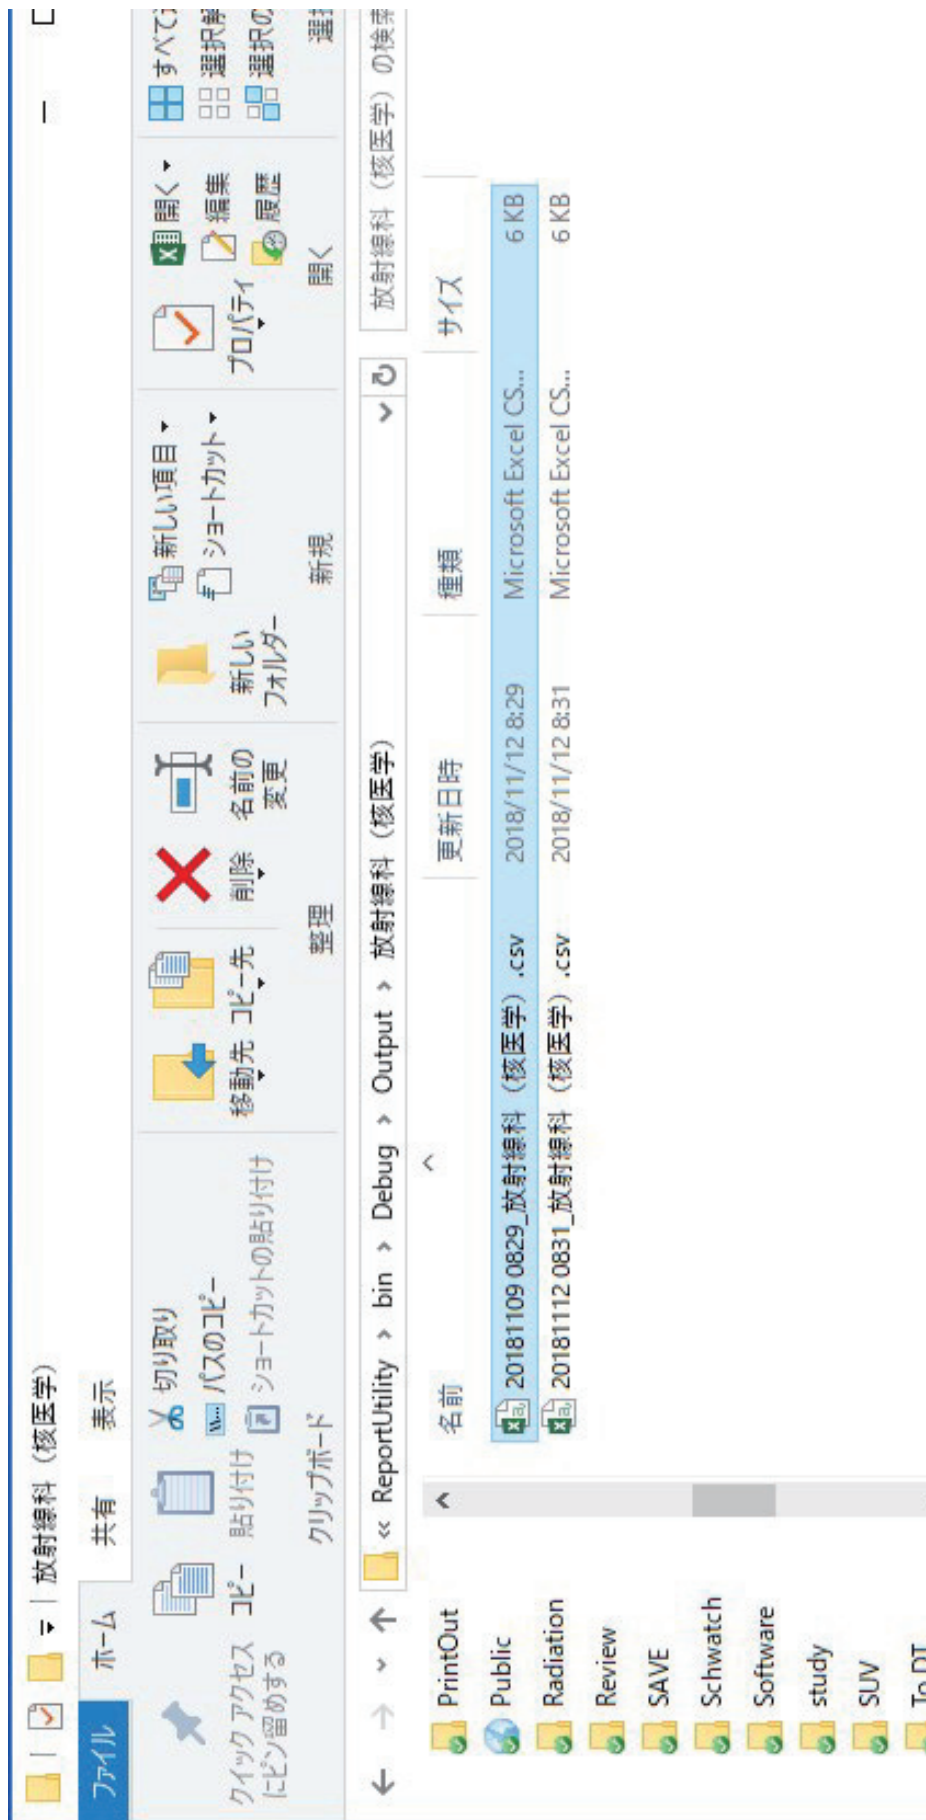 放射線科（核医学）
ファイル ホーム 共有 表示
クイック アクセス
にピン留めする
コピー
貼り付け
切り取り
パスのコピー
ショートカットの貼り付け
クリップボード
移動先
コピー先
削除
名前の
変更
整理
新しい
フォルダー
新しい項目
ショートカット
新規
プロパティ
開く
編集
履歴
開く
すべて
選択解
選択の
選択
« ReportUtility > bin > Debug > Output > 放射線科（核医学）
放射線科（核医学）の検索
PrintOut
Public
Radiation
Review
SAVE
Schwatch
Software
study
SUV
To DT
名前 更新日時 種類 サイズ
20181109 0829_放射線科（核医学）.csv 2018/11/12 8:29 Microsoft Excel CS... 6 KB
20181112 0831_放射線科（核医学）.csv 2018/11/12 8:31 Microsoft Excel CS... 6 KB